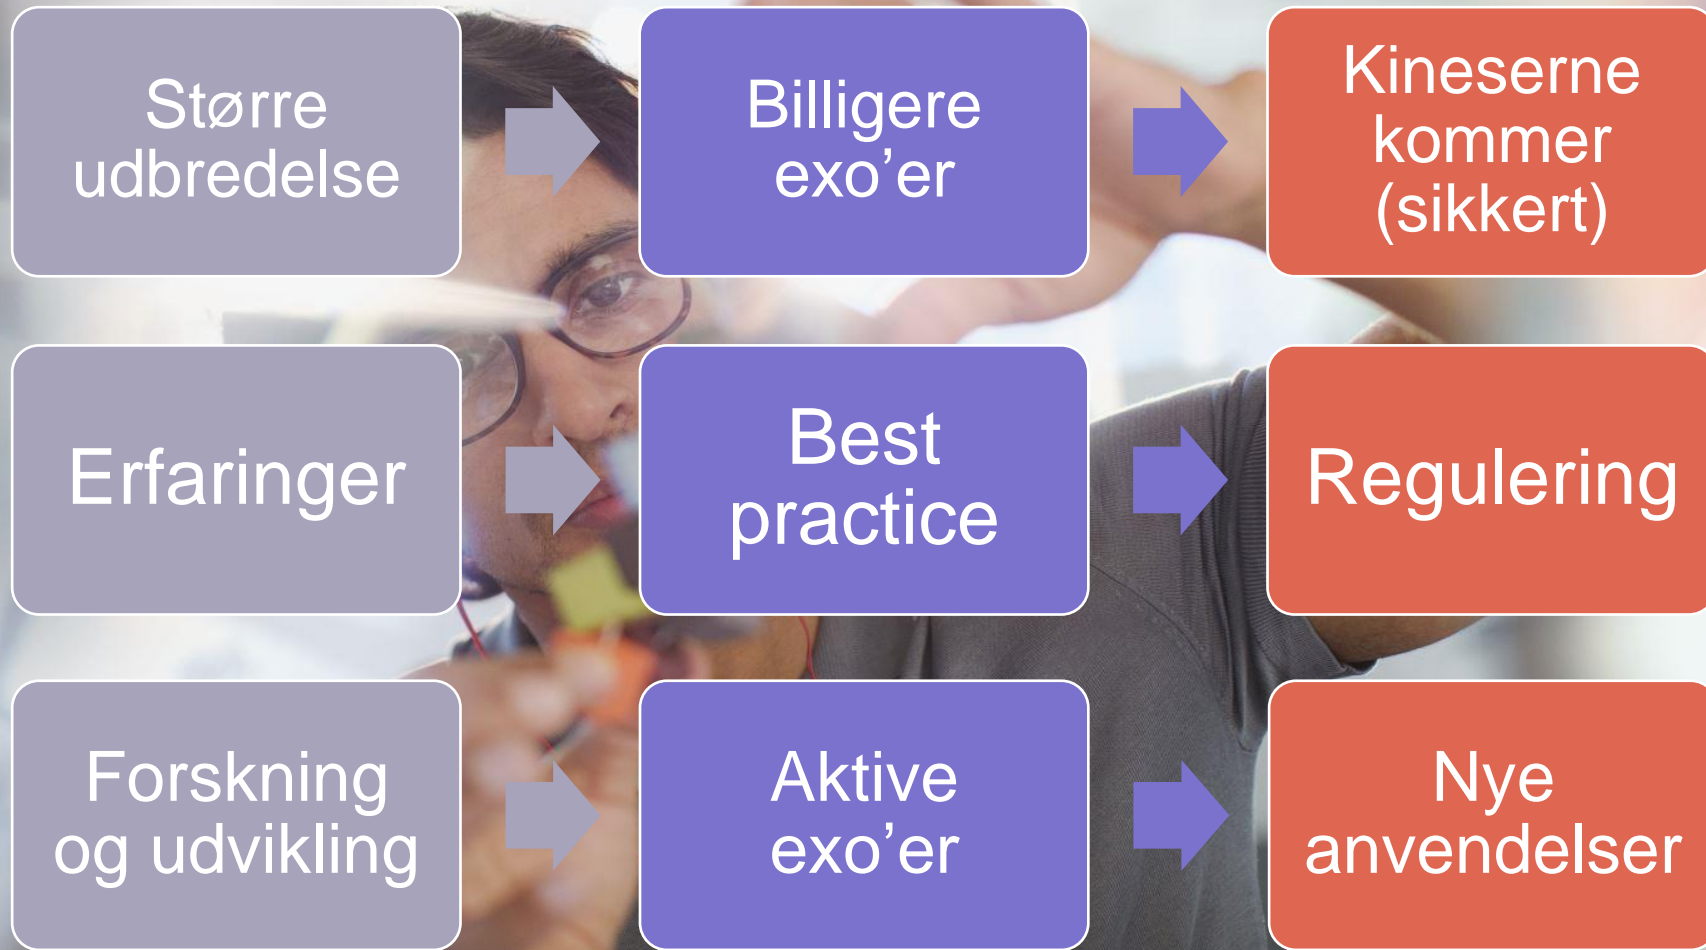 Større
udbredelse
Billigere
exo’er
Kineserne
kommer
(sikkert)
Erfaringer
Best
practice
Regulering
Forskning
og udvikling
Aktive
exo’er
Nye
anvendelser